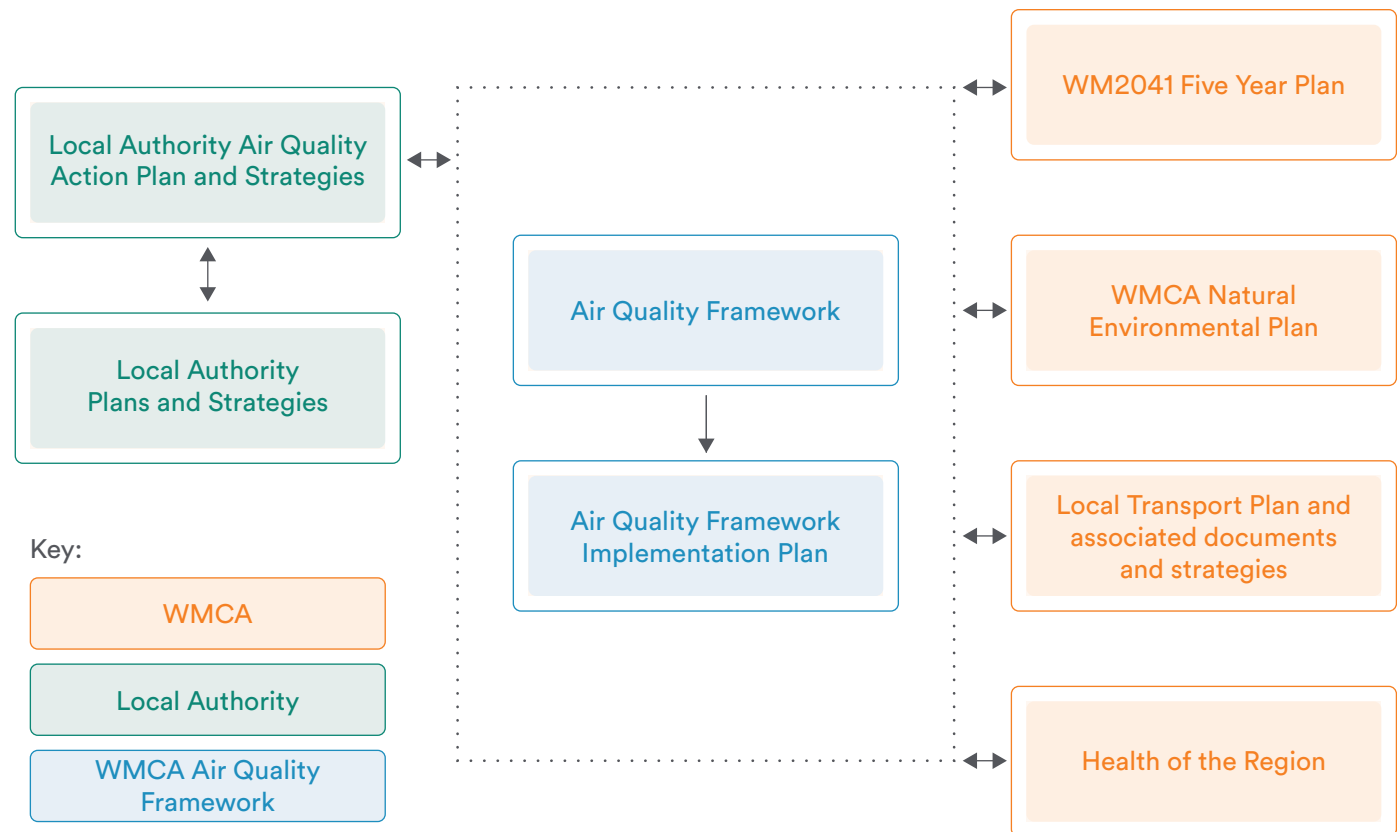 Local Authority Air Quality
Action Plan and Strategies
Local Authority
Plans and Strategies
Key:
WMCA
Local Authority
WMCA Air Quality
Framework
Air Quality Framework
Air Quality Framework
Implementation Plan
WM2041 Five Year Plan
WMCA Natural
Environmental Plan
Local Transport Plan and
associated documents
and strategies
Health of the Region